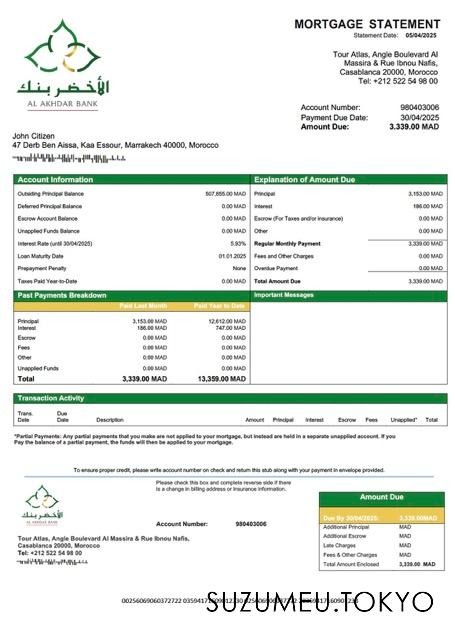 MORTGAGE STATEMENT
Statement Date: 05/04/2025
Tour Atlas, Angle Boulevard Al
Massira & Rue Ibnou Nafis,
Casablanca 20000, Morocco
Tel: +212 522 54 98 00
الأخضر بنك
AL AKHDAR BANK
Account Number: 980403006
Payment Due Date: 30/04/2025
Amount Due: 3.339.00 MAD
John Citizen
47 Derb Ben Aissa, Kaa Essour, Marrakech 40000, Morocco
Account Information
Outsiding Principal Balance 507,855.00 MAD
Deferred Principal Balance 0.00 MAD
Escrow Account Balance 0.00 MAD
Unapplied Funds Balance 0.00 MAD
Interest Rate (until 30/04/2025) 5.93%
Loan Maturity Date 01.01.2025
Prepayment Penalty None
Taxes Paid Year-to-Date 0.00 MAD
Explanation of Amount Due
Principal 3,153.00 MAD
Interest 186.00 MAD
Escrow (For Taxes and/or insurance) 0.00 MAD
Other 0.00 MAD
Regular Monthly Payment 3,339.00 MAD
Fees and Other Charges 0.00 MAD
Overdue Payment 0.00 MAD
Total Amount Due 3,339.00 MAD
Past Payments Breakdown
Paid Last Month Paid Year to Date
Principal 3,153.00 MAD 12,612.00 MAD
Interest 186.00 MAD 747.00 MAD
Escrow 0.00 MAD 0.00 MAD
Fees 0.00 MAD 0.00 MAD
Other 0.00 MAD 0.00 MAD
Unapplied Funds 0.00 MAD 0.00 MAD
Total 3,339.00 MAD 13,359.00 MAD
Important Messages
Transaction Activity
Trans. Date Due Date Description Amount Principal Interest Escrow Fees Unapplied* Total
*Partial Payments: Any partial payments that you make are not applied to your mortgage, but instead are held in a separate unapplied account. If you
Pay the balance of a partial payment, the funds will then be applied to your mortgage.
To ensure proper credit, please write account number on check and return this stub along with your payment in envelope provided.
Please check this box and complete reverse side if there
is a change in billing address or Insurance information.
الأخضر بنك
AL AKHDAR BANK
Account Number: 980403006
Tour Atlas, Angle Boulevard Al Massira & Rue Ibnou Nafis,
Casablanca 20000, Morocco
Tel: +212 522 54 98 00
Amount Due
Due By 30/04/2025: 3,339.00MAD
Additional Principal MAD
Additional Escrow MAD
Late Charges MAD
Fees & Other Charges MAD
Total Amount Enclosed 3,339.00 MAD
SUZUMEU.TOKYO